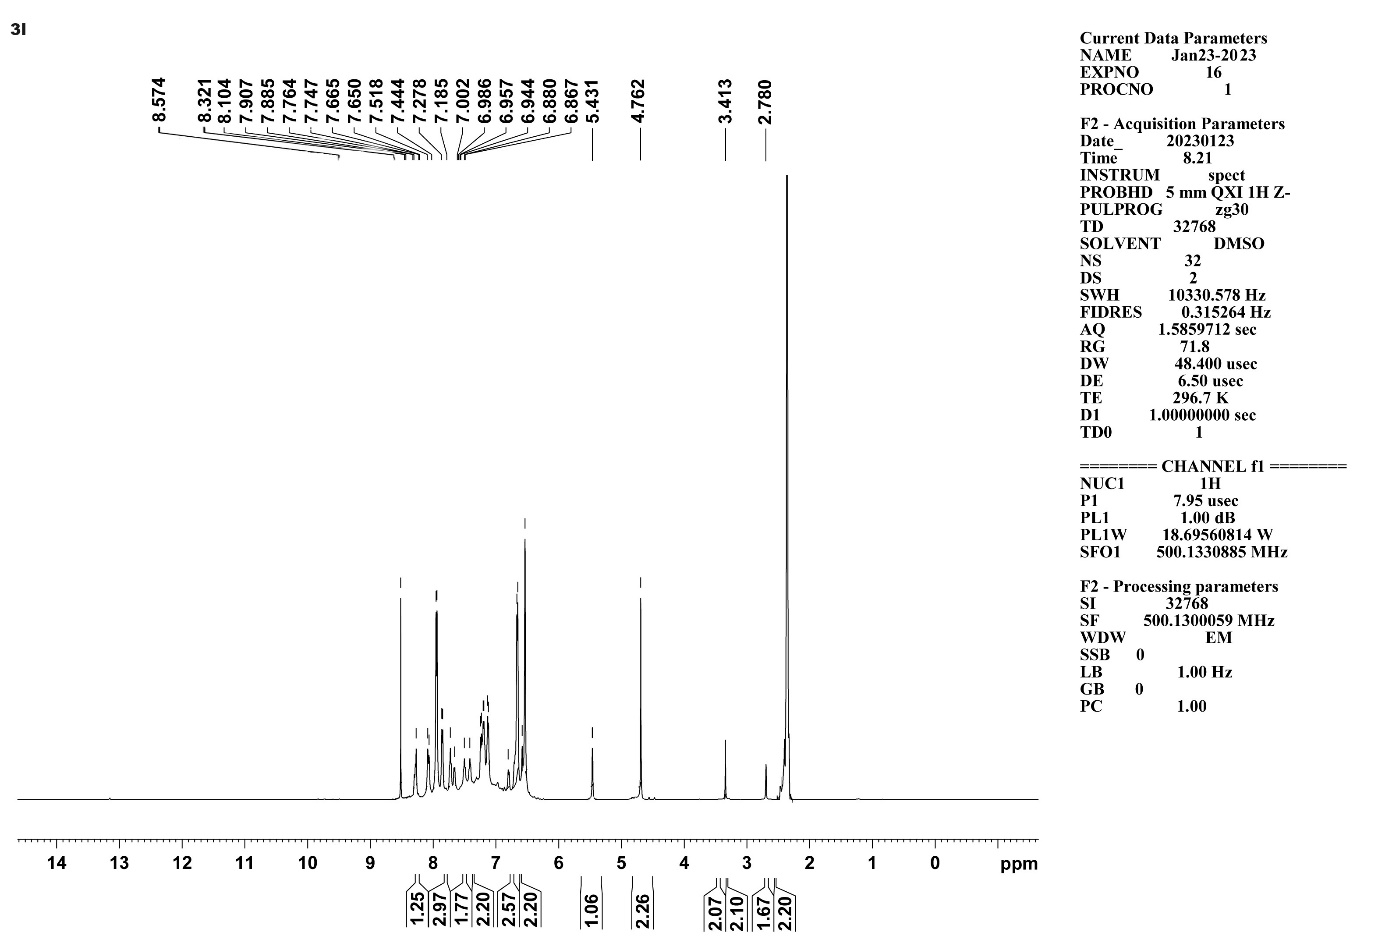 3l
8.574
8.321
8.104
7.907
7.885
7.764
7.747
7.665
7.650
7.518
7.444
7.278
7.185
7.002
6.986
6.957
6.944
6.880
6.867
5.431
4.762
3.413
2.780
Current Data Parameters
NAME Jan23-2023
EXPNO 16
PROCNO 1
F2 - Acquisition Parameters
Date_ 20230123
Time 8.21
INSTRUM spect
PROBHD 5 mm QXI 1H Z-
PULPROG zg30
TD 32768
SOLVENT DMSO
NS 32
DS 2
SWH 10330.578 Hz
FIDRES 0.315264 Hz
AQ 1.5859712 sec
RG 71.8
DW 48.400 usec
DE 6.50 usec
TE 296.7 K
D1 1.00000000 sec
TD0 1
======== CHANNEL f1 ========
NUC1 1H
P1 7.95 usec
PL1 1.00 dB
PL1W 18.69560814 W
SFO1 500.1330885 MHz
F2 - Processing parameters
SI 32768
SF 500.1300059 MHz
WDW EM
SSB 0
LB 1.00 Hz
GB 0
PC 1.00
14 13 12 11 10 9 8 7 6 5 4 3 2 1 0 ppm
1.25
2.97
1.77
2.20
2.57
2.20
1.06
2.26
2.07
2.10
1.67
2.20